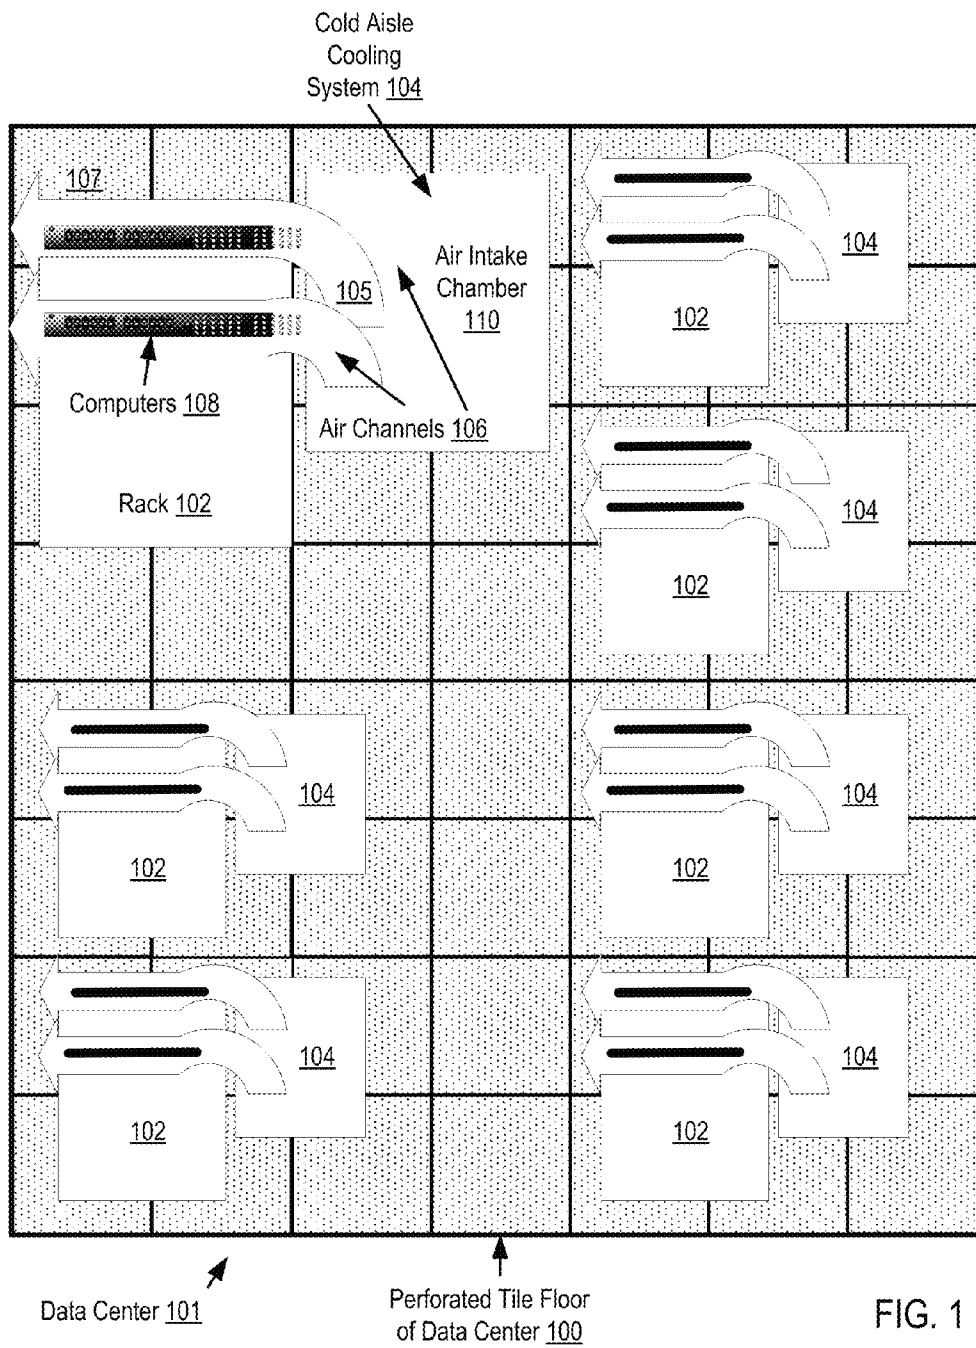 Cold Aisle
Cooling
System 104
107
104
Air Intake
Chamber
110
105
102
Computers 108
Air Channels 106
Rack 102
104
102
104
104
102
102
104
104
102
102
Data Center 101
Perforated Tile Floor
of Data Center 100
FIG. 1